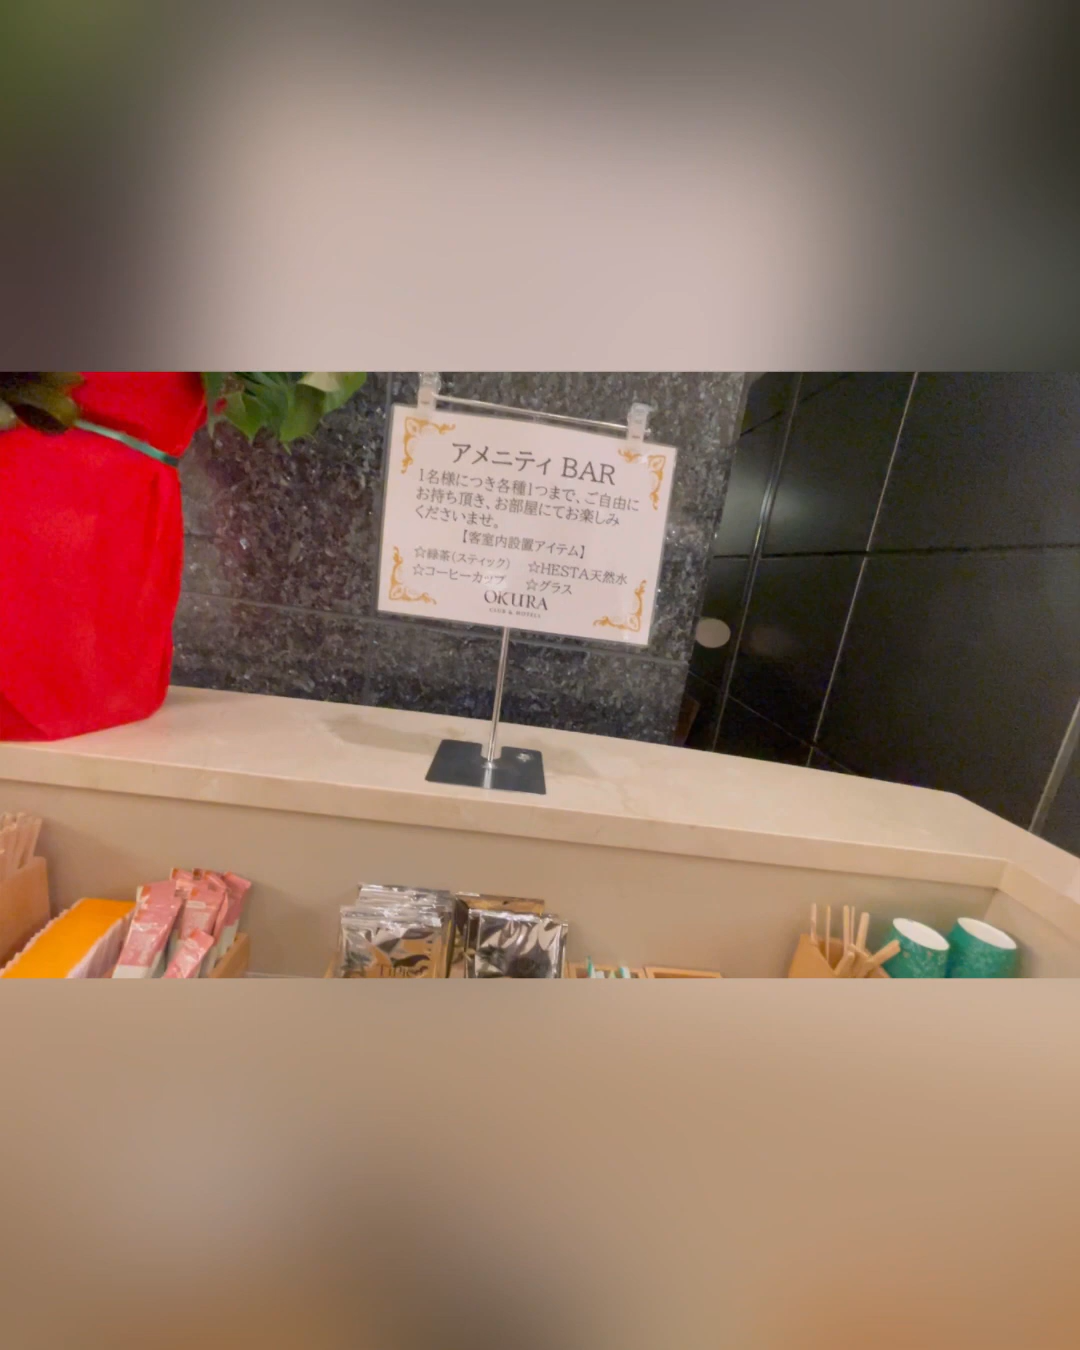 アメニティ BAR
1名様につき各種1つまで、ご自由に
お持ち頂き、お部屋にてお楽しみ
くださいませ。
【客室内設置アイテム】
☆緑茶(スティック) ☆HESTA天然水
☆コーヒーカップ ☆グラス
OKURA
CLUB & HOTELS